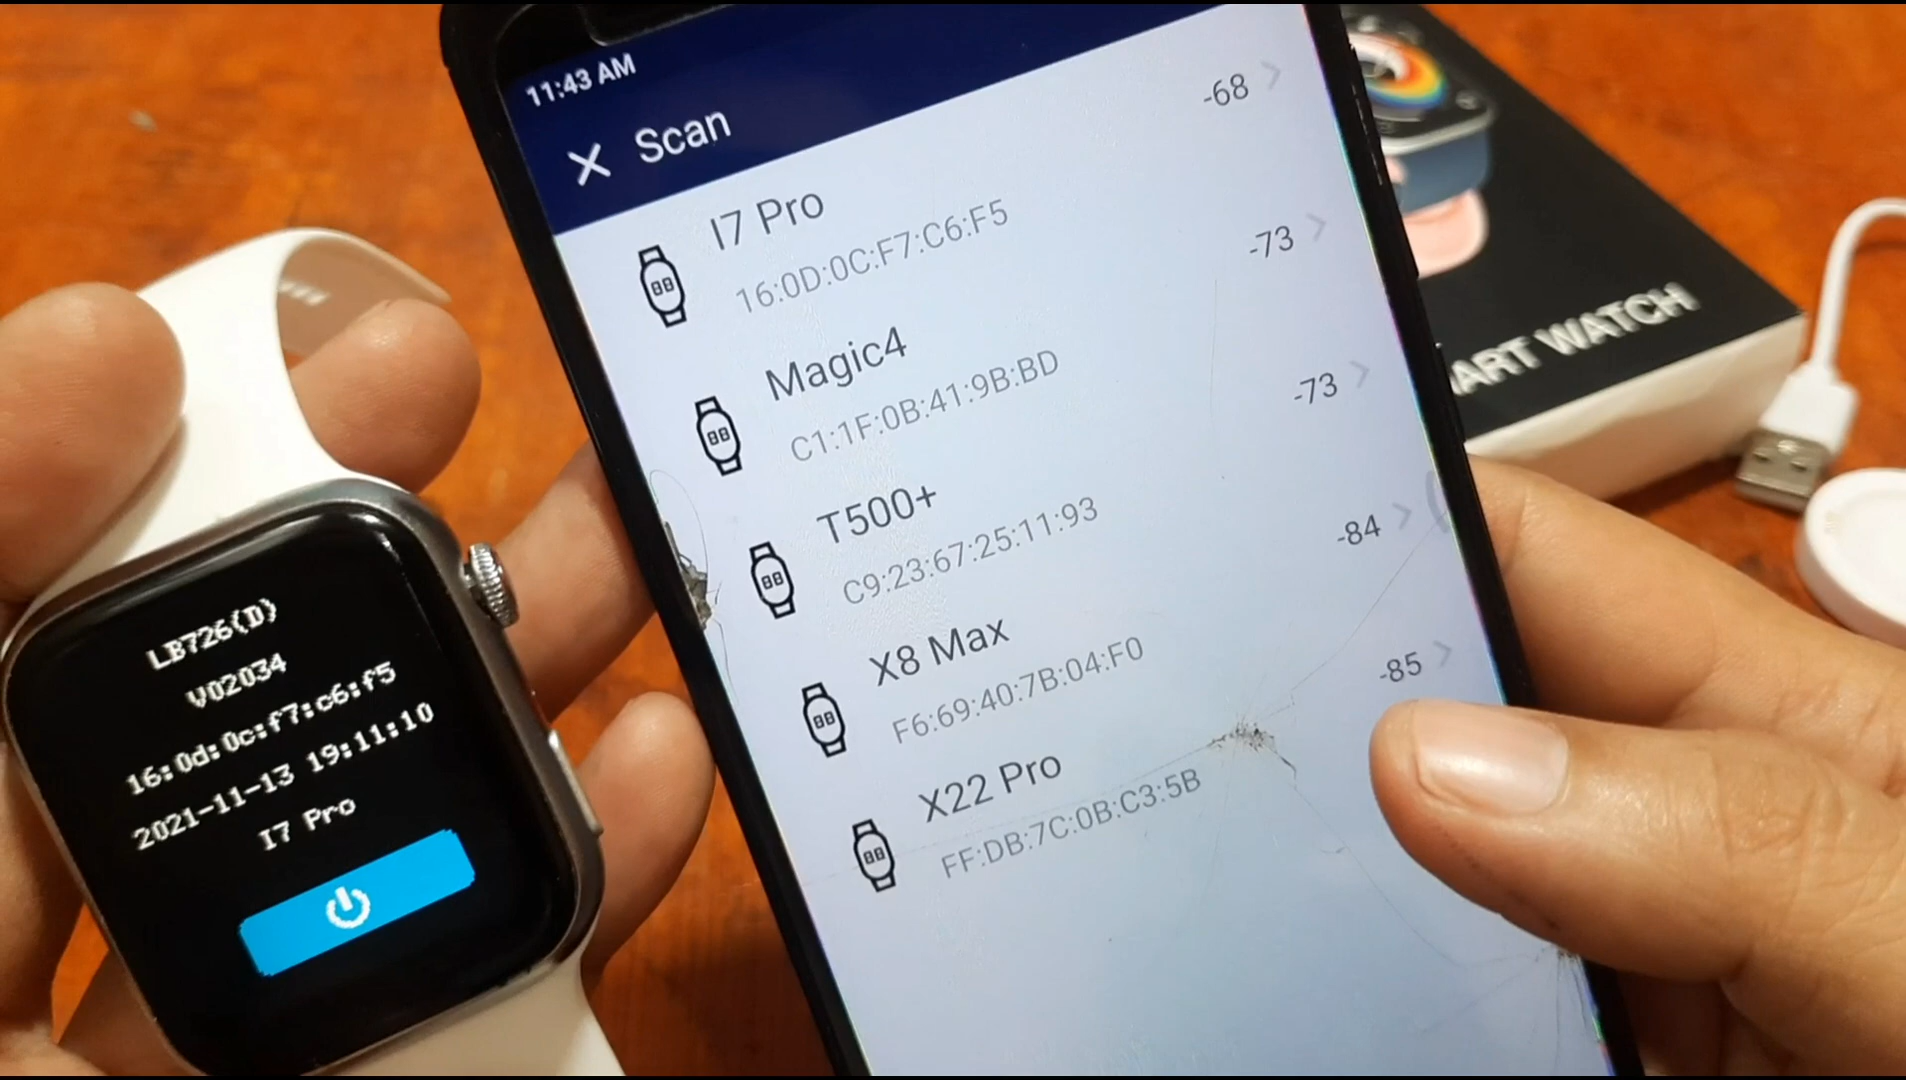 11:43 AM
Scan
I7 Pro
16:0D:0C:F7:C6:F5
-68
Magic4
C1:1F:0B:41:9B:BD
-73
T500+
C9:23:67:25:11:93
-73
X8 Max
F6:69:40:7B:04:F0
-84
X22 Pro
FF:DB:7C:0B:C3:5B
-85
LB726(D)
V02034
16:0d:0c:f7:c6:f5
2021-11-13 19:11:10
I7 Pro
ART WATCH